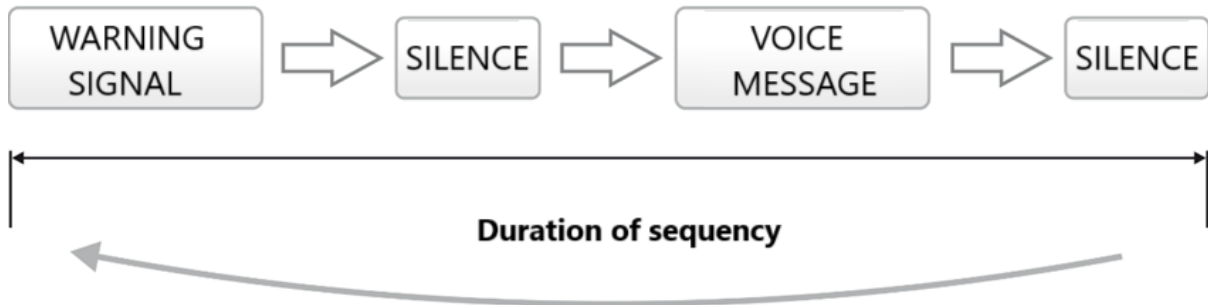 WARNING
SIGNAL
SILENCE
VOICE
MESSAGE
SILENCE
Duration of sequency